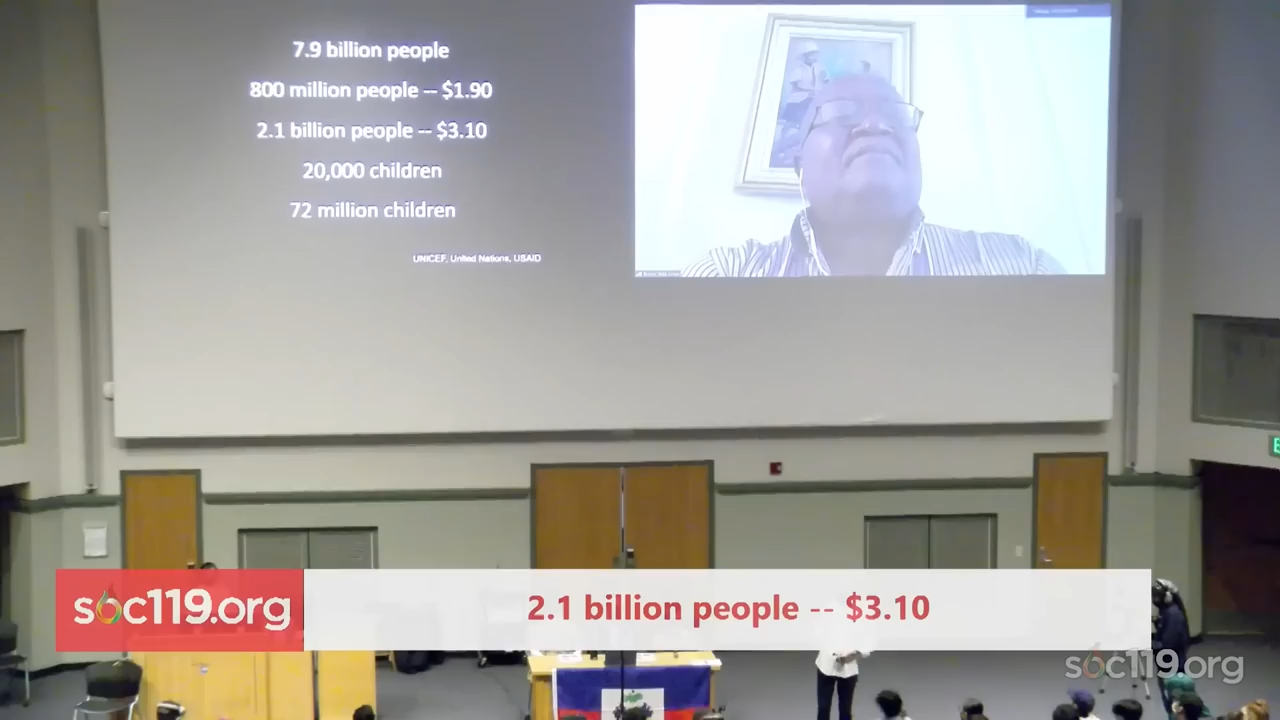 7.9 billion people
800 million people -- $1.90
2.1 billion people -- $3.10
20,000 children
72 million children
UNICEF, United Nations, USAID
soc119.org
2.1 billion people -- $3.10
soc119.org
E